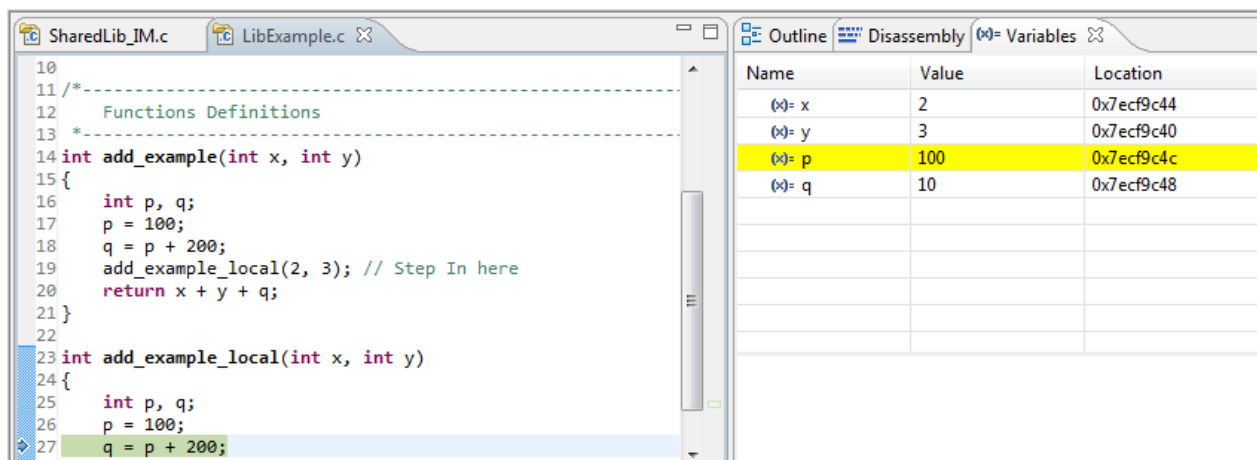 SharedLib_IM.c LibExample.c
10
11 /*----------------------------------------------------------
12 Functions Definitions
13 *----------------------------------------------------------
14 int add_example(int x, int y)
15 {
16 int p, q;
17 p = 100;
18 q = p + 200;
19 add_example_local(2, 3); // Step In here
20 return x + y + q;
21 }
22
23 int add_example_local(int x, int y)
24 {
25 int p, q;
26 p = 100;
27 q = p + 200;
Outline Disassembly (x)= Variables
Name Value Location
(x)= x 2 0x7ecf9c44
(x)= y 3 0x7ecf9c40
(x)= p 100 0x7ecf9c4c
(x)= q 10 0x7ecf9c48